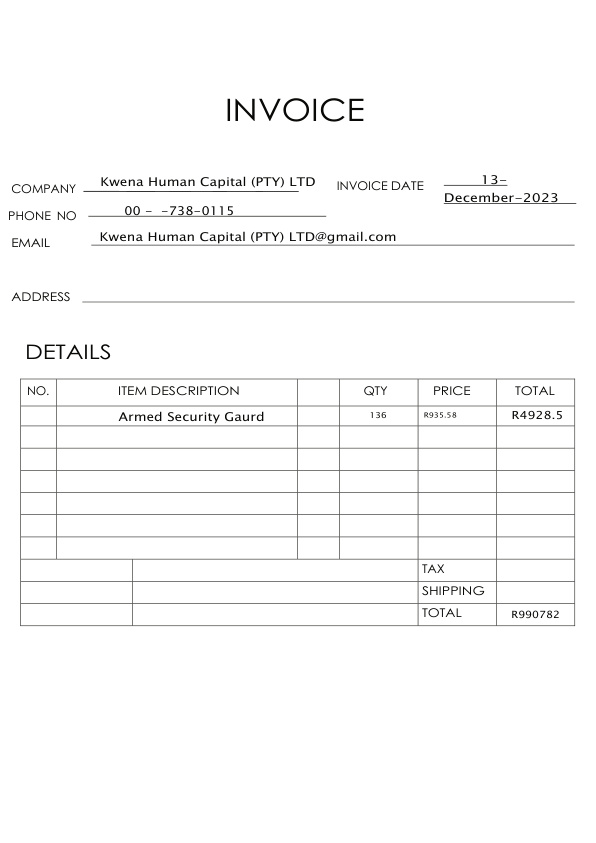 INVOICE
COMPANY Kwena Human Capital (PTY) LTD INVOICE DATE 13-
December-2023
PHONE NO 00 - -738-0115
EMAIL Kwena Human Capital (PTY) LTD@gmail.com
ADDRESS
DETAILS
NO. ITEM DESCRIPTION QTY PRICE TOTAL
Armed Security Gaurd 136 R935.58 R4928.5
TAX
SHIPPING
TOTAL R990782